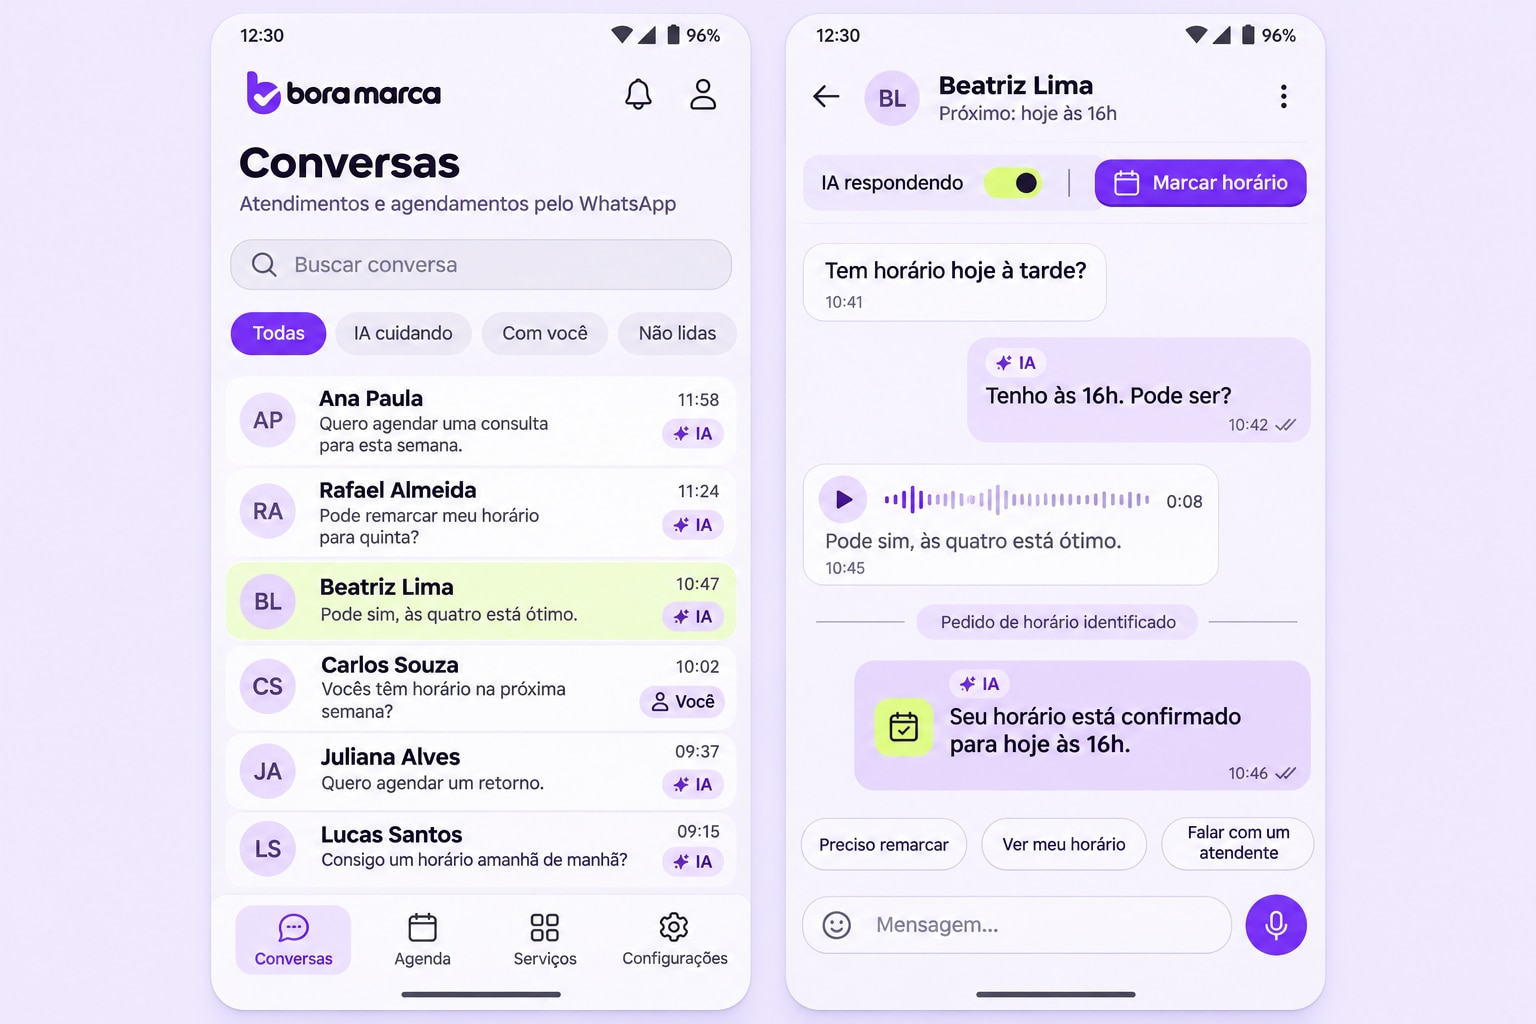 12:30
96%
bora marca
Conversas
Atendimentos e agendamentos pelo WhatsApp
Buscar conversa
Todas
IA cuidando
Com você
Não lidas
AP
Ana Paula
11:58
Quero agendar uma consulta
para esta semana.
IA
RA
Rafael Almeida
11:24
Pode remarcar meu horário
para quinta?
IA
BL
Beatriz Lima
10:47
Pode sim, às quatro está ótimo.
IA
CS
Carlos Souza
10:02
Vocês têm horário na próxima
semana?
Você
JA
Juliana Alves
09:37
Quero agendar um retorno.
IA
LS
Lucas Santos
09:15
Consigo um horário amanhã de manhã?
IA
Conversas
Agenda
Serviços
Configurações
12:30
96%
BL
Beatriz Lima
Próximo: hoje às 16h
IA respondendo
Marcar horário
Tem horário hoje à tarde?
10:41
IA
Tenho às 16h. Pode ser?
10:42
0:08
Pode sim, às quatro está ótimo.
10:45
Pedido de horário identificado
IA
Seu horário está confirmado
para hoje às 16h.
10:46
Preciso remarcar
Ver meu horário
Falar com um
atendente
Mensagem...